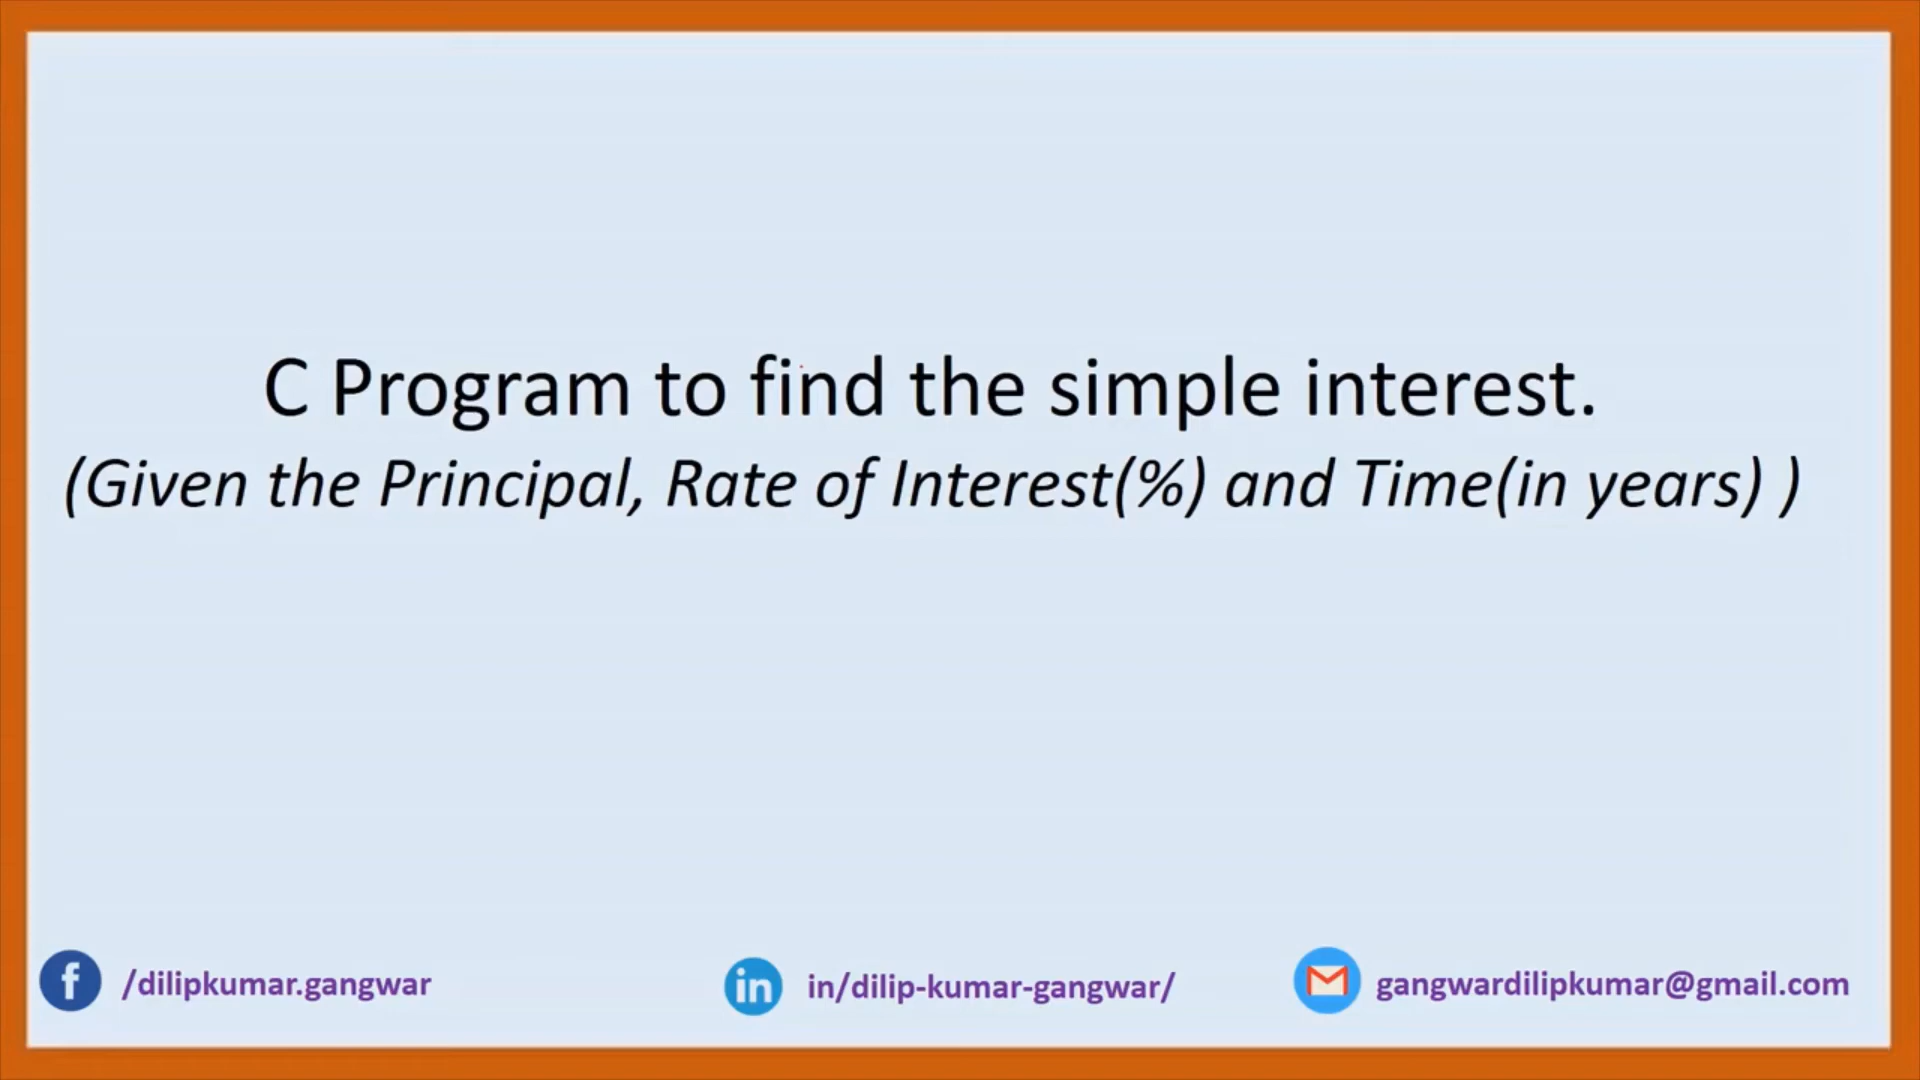 C Program to find the simple interest.
(Given the Principal, Rate of Interest(%) and Time(in years) )
/dilipkumar.gangwar
in/dilip-kumar-gangwar/
gangwardilipkumar@gmail.com